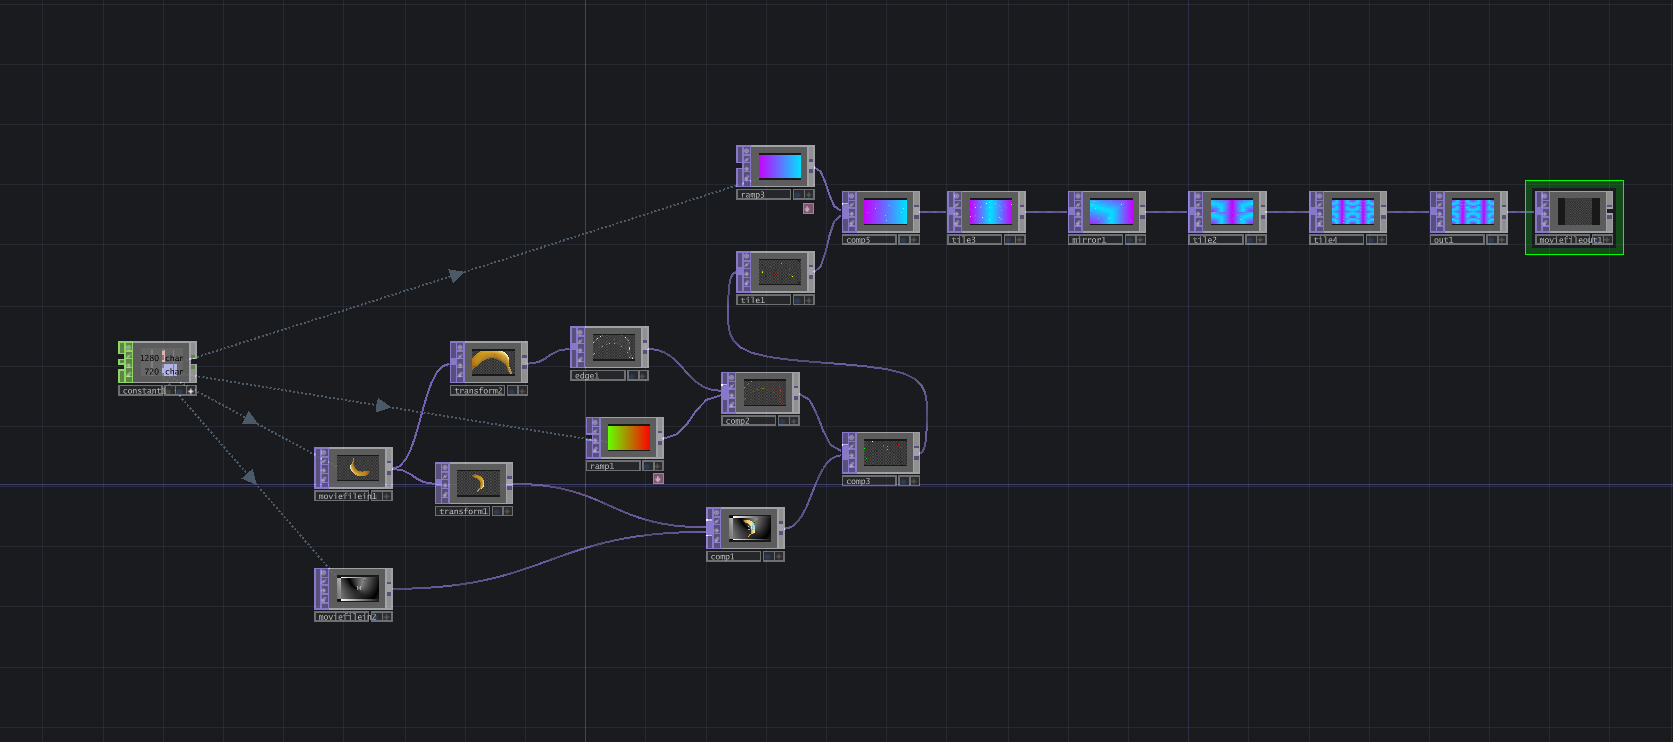 ramp3
comp5
tile3
mirror1
tile2
tile4
out1
moviefileout1
tile1
1280 char
720 char
constant1
transform2
edge1
comp2
ramp1
comp3
moviefilein1
transform1
comp1
moviefilein2